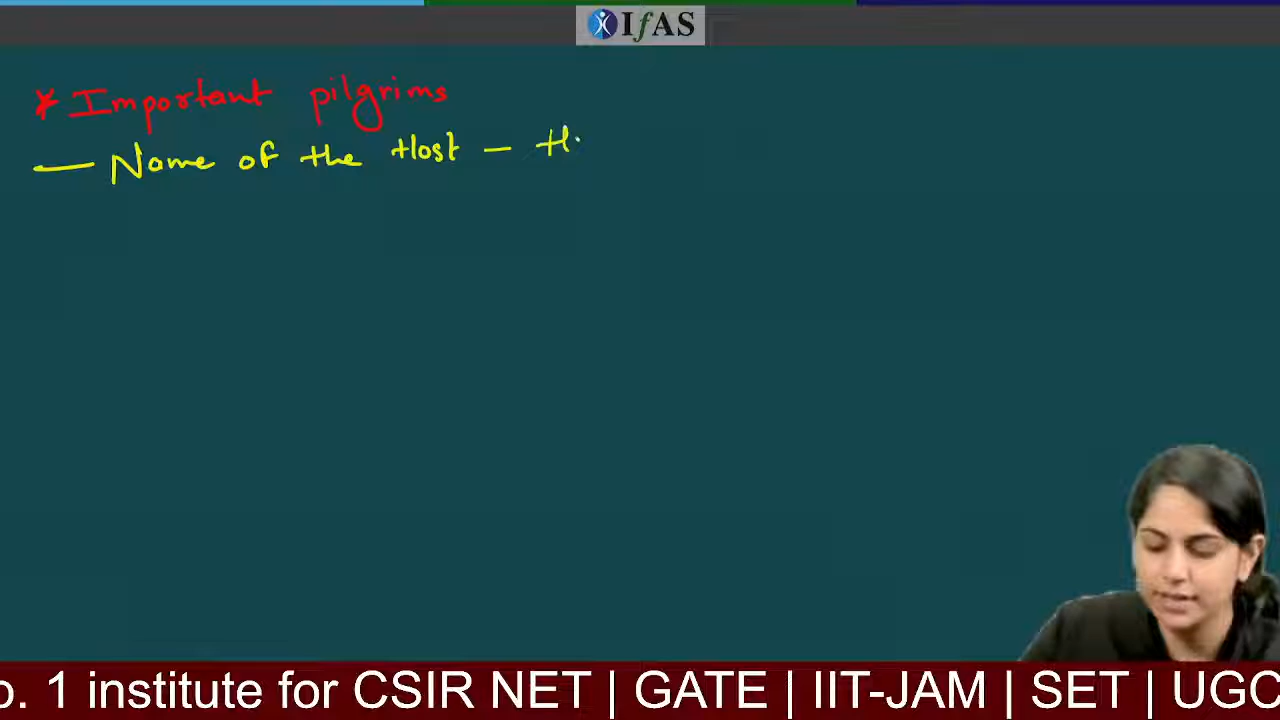 IfAS
* Important pilgrims
— Name of the Host – H
o. 1 institute for CSIR NET | GATE | IIT-JAM | SET | UGC